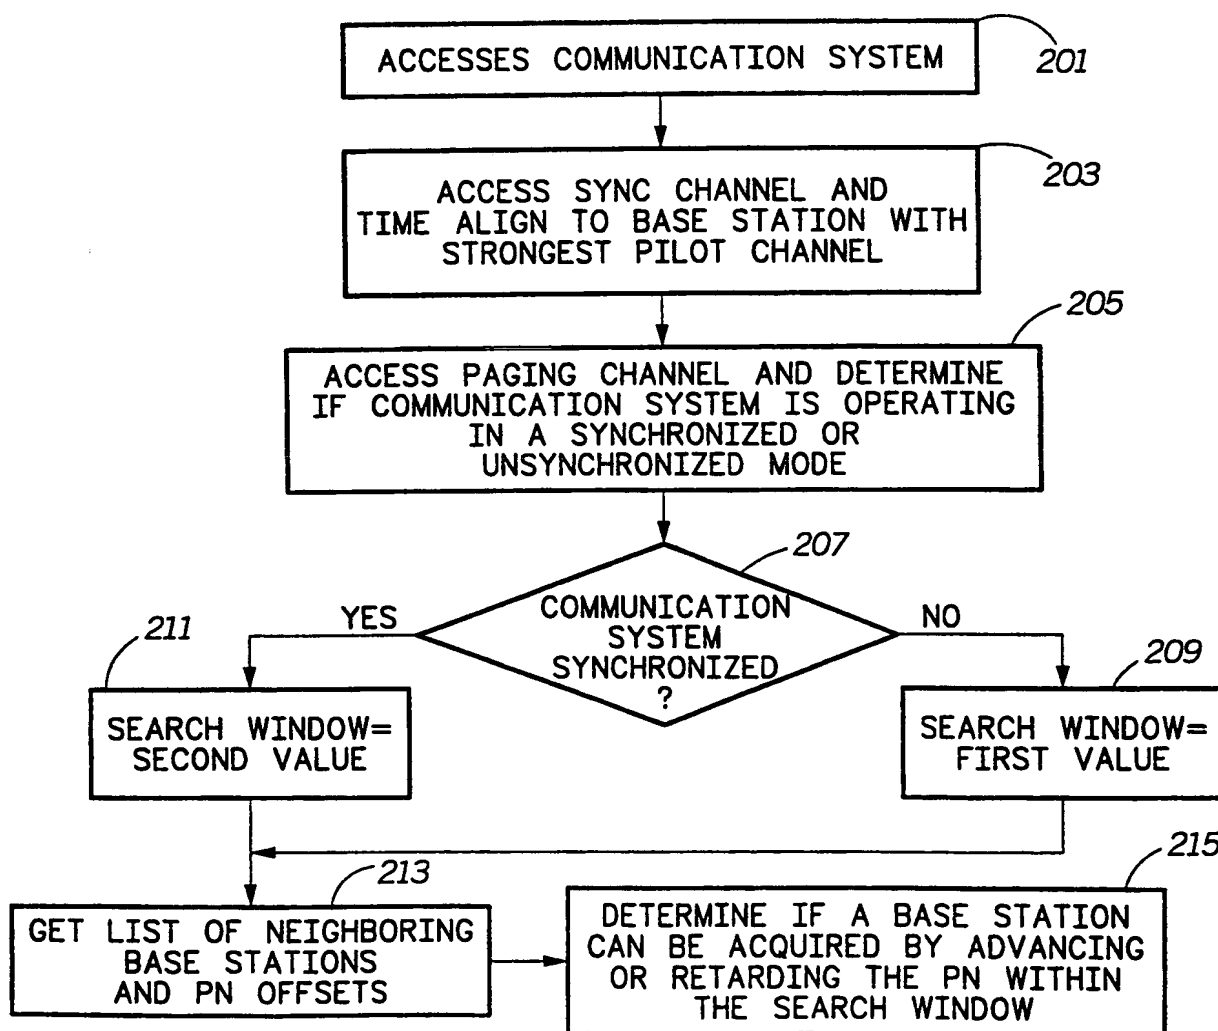 ACCESSES COMMUNICATION SYSTEM
201
ACCESS SYNC CHANNEL AND
TIME ALIGN TO BASE STATION WITH
STRONGEST PILOT CHANNEL
203
205
ACCESS PAGING CHANNEL AND DETERMINE
IF COMMUNICATION SYSTEM IS OPERATING
IN A SYNCHRONIZED OR
UNSYNCHRONIZED MODE
207
COMMUNICATION
SYSTEM
SYNCHRONIZED
?
YES
NO
211
SEARCH WINDOW=
SECOND VALUE
209
SEARCH WINDOW=
FIRST VALUE
213
GET LIST OF NEIGHBORING
BASE STATIONS
AND PN OFFSETS
215
DETERMINE IF A BASE STATION
CAN BE ACQUIRED BY ADVANCING
OR RETARDING THE PN WITHIN
THE SEARCH WINDOW